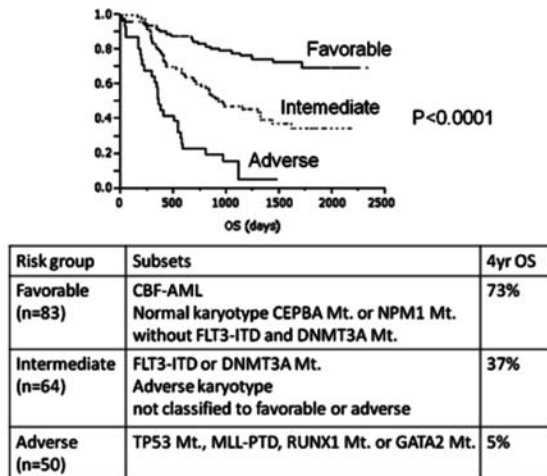 1.0
0.8
0.6
0.4
0.2
0.0
Favorable
Intemediate
Adverse
P<0.0001
0 500 1000 1500 2000 2500
OS (days)
Risk group Subsets 4yr OS
Favorable CBF-AML 73%
(n=83) Normal karyotype CEPBA Mt. or NPM1 Mt.
without FLT3-ITD and DNMT3A Mt.
Intermediate FLT3-ITD or DNMT3A Mt. 37%
(n=64) Adverse karyotype
not classified to favorable or adverse
Adverse TP53 Mt., MLL-PTD, RUNX1 Mt. or GATA2 Mt. 5%
(n=50)